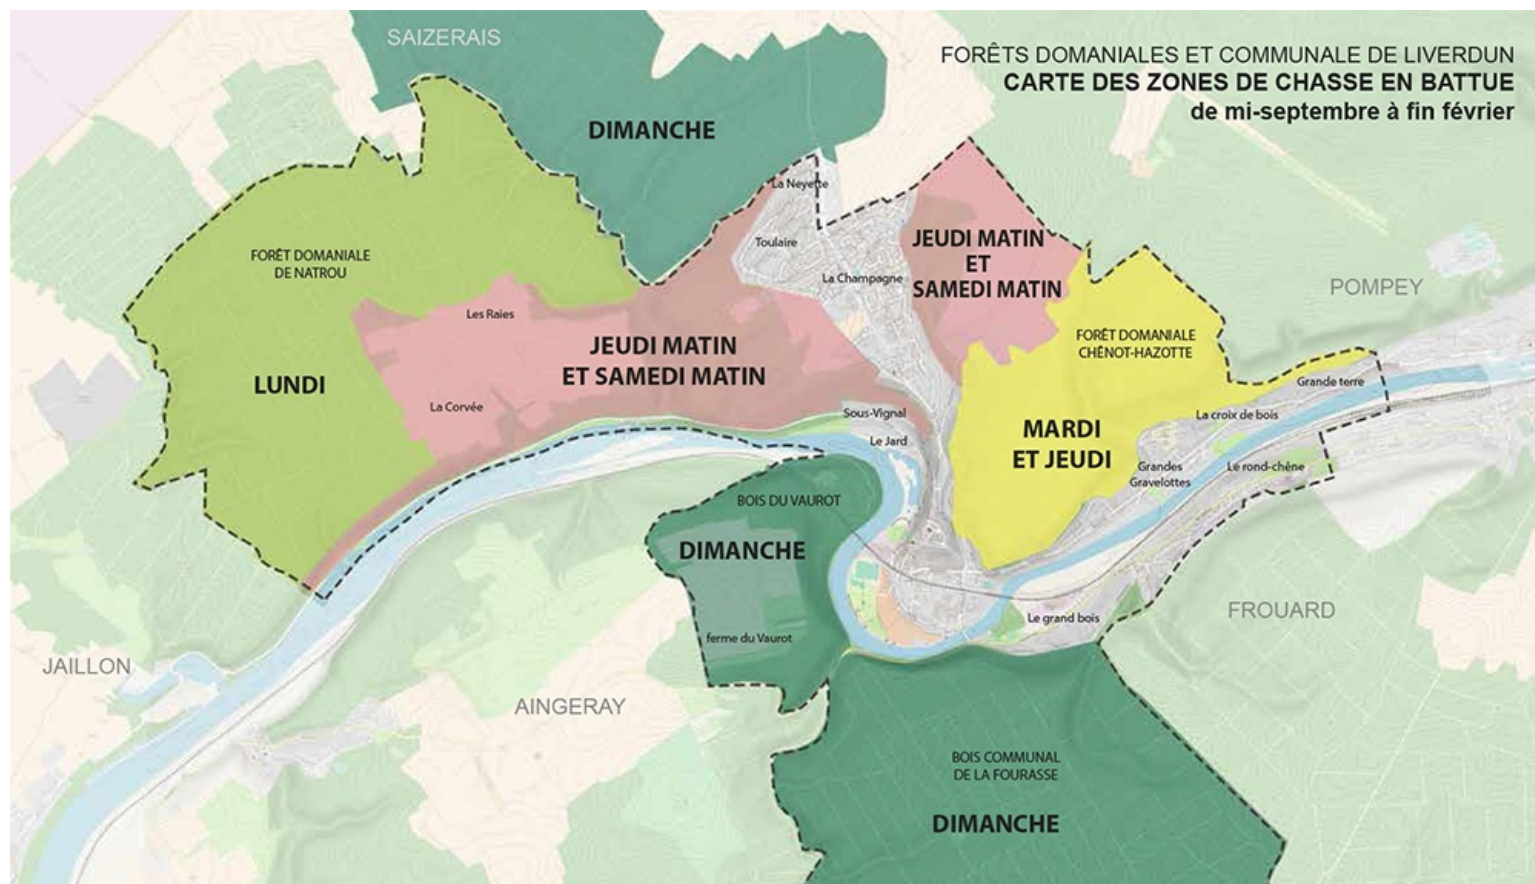 SAIZERAIS
FORÊTS DOMANIALES ET COMMUNALE DE LIVERDUN
CARTE DES ZONES DE CHASSE EN BATTUE
de mi-septembre à fin février
DIMANCHE
La Neyette
Toulaire
La Champagne
JEUDI MATIN
ET
SAMEDI MATIN
FORÊT DOMANIALE
DE NATROU
POMPEY
Les Raies
FORÊT DOMANIALE
CHÊNOT-HAZOTTE
JEUDI MATIN
ET SAMEDI MATIN
LUNDI
La Corvée
Grande terre
Sous-Vignal
La croix de bois
Le Jard
MARDI
ET JEUDI
Grandes
Gravelottes
Le rond-chêne
BOIS DU VAUROT
DIMANCHE
ferme du Vaurot
Le grand bois
FROUARD
JAILLON
AINGERAY
BOIS COMMUNAL
DE LA FOURASSE
DIMANCHE